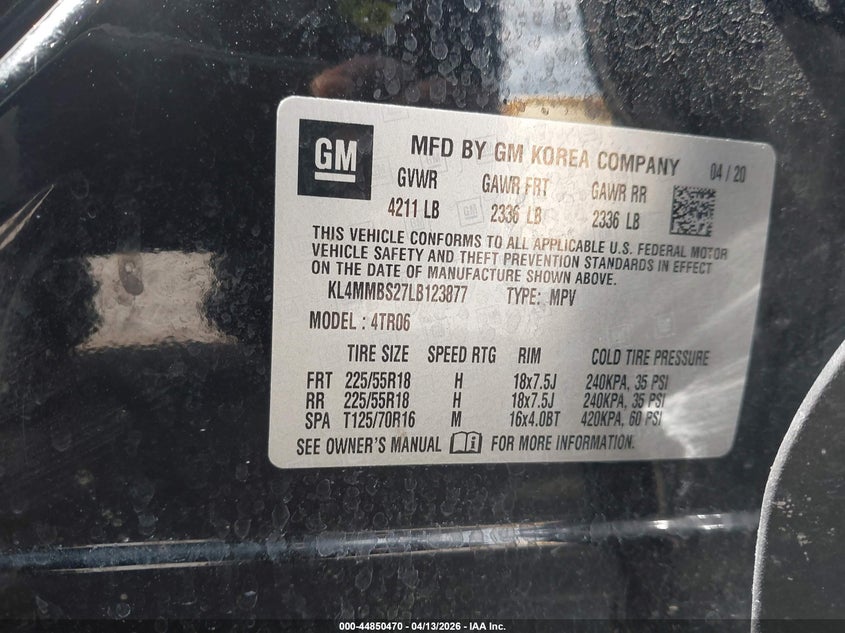 GM
MFD BY GM KOREA COMPANY 04 / 20
GVWR GAWR FRT GAWR RR
4211 LB 2336 LB 2336 LB
THIS VEHICLE CONFORMS TO ALL APPLICABLE U.S. FEDERAL MOTOR
VEHICLE SAFETY AND THEFT PREVENTION STANDARDS IN EFFECT
ON THE DATE OF MANUFACTURE SHOWN ABOVE.
KL4MMBS27LB123877 TYPE: MPV
MODEL : 4TR06
TIRE SIZE SPEED RTG RIM COLD TIRE PRESSURE
FRT 225/55R18 H 18x7.5J 240KPA, 35 PSI
RR 225/55R18 H 18x7.5J 240KPA, 35 PSI
SPA T125/70R16 M 16x4.0BT 420KPA, 60 PSI
SEE OWNER'S MANUAL FOR MORE INFORMATION.
000-44850470 - 04/13/2026 - IAA Inc.